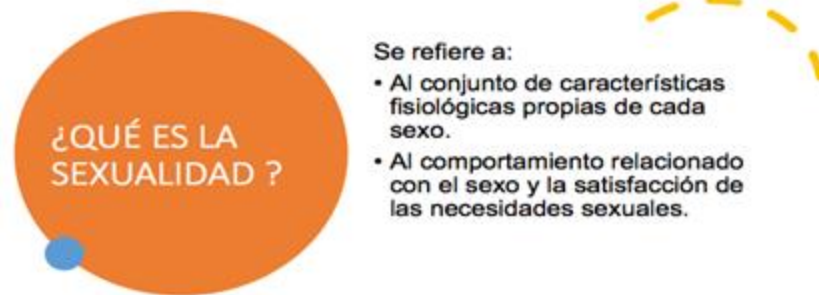 ¿QUÉ ES LA
SEXUALIDAD ?
Se refiere a:
• Al conjunto de características
fisiológicas propias de cada
sexo.
• Al comportamiento relacionado
con el sexo y la satisfacción de
las necesidades sexuales.